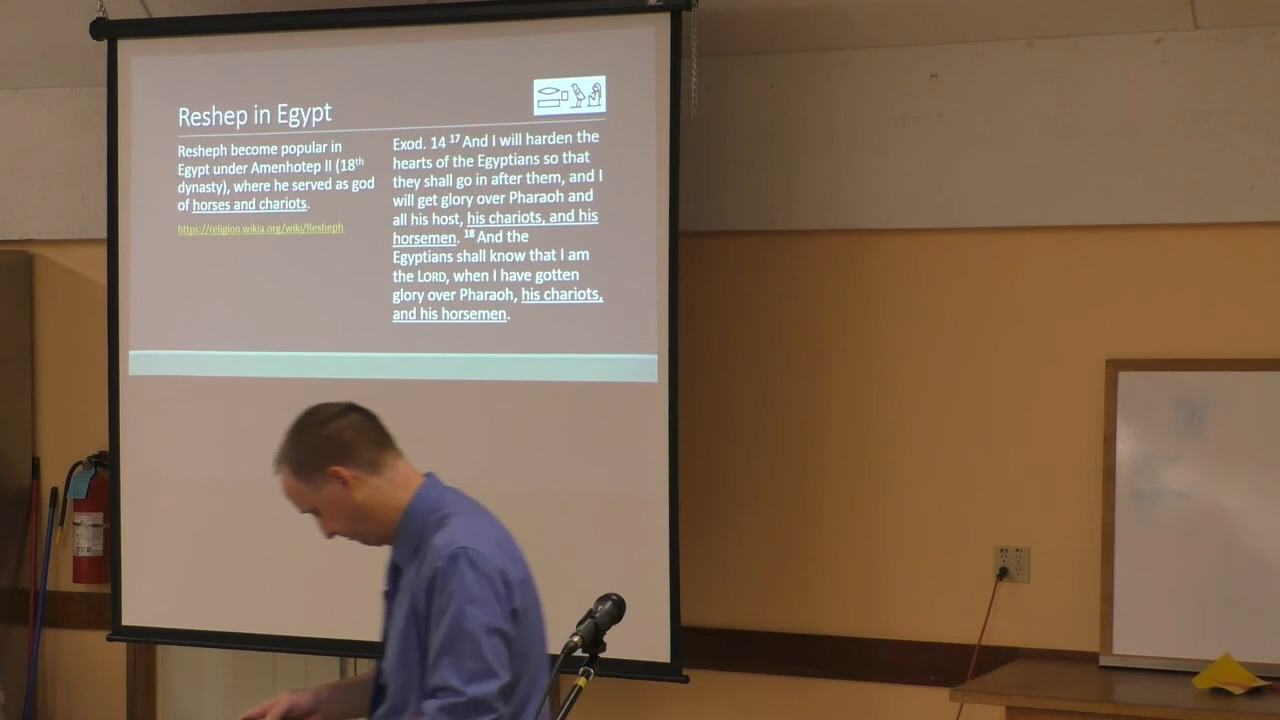 Reshep in Egypt
Resheph become popular in
Egypt under Amenhotep II (18th
dynasty), where he served as god
of horses and chariots.
https://religion.wikia.org/wiki/Resheph
Exod. 14 17 And I will harden the
hearts of the Egyptians so that
they shall go in after them, and I
will get glory over Pharaoh and
all his host, his chariots, and his
horsemen. 18 And the
Egyptians shall know that I am
the LORD, when I have gotten
glory over Pharaoh, his chariots,
and his horsemen.